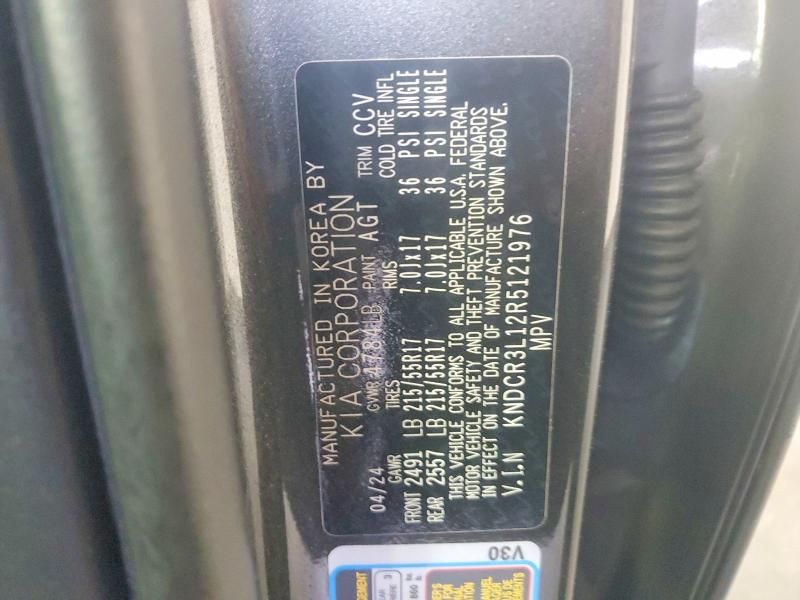 MANUFACTURED IN KOREA BY
KIA CORPORATION
04/24 GVWR 4784LB PAINT AGT TRIM CCV
GAWR TIRES RIMS COLD TIRE INFL
FRONT 2491 LB 215/55R17 7.0Jx17 36 PSI SINGLE
REAR 2557 LB 215/55R17 7.0Jx17 36 PSI SINGLE
THIS VEHICLE CONFORMS TO ALL APPLICABLE U.S.A. FEDERAL
MOTOR VEHICLE SAFETY AND THEFT PREVENTION STANDARDS
IN EFFECT ON THE DATE OF MANUFACTURE SHOWN ABOVE.
V.I.N KNDCR3L12R5121976
MPV
V30
860